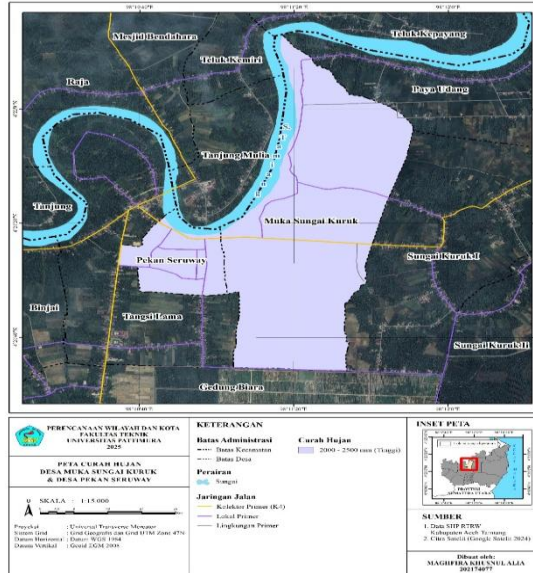 Mesjid Bendahara
Teluk Kemiri
Teluk Kepayang
Raja
Paya Udang
Tanjung Mulia
Tanjung
Muka Sungai Kuruk
Pekan Seruway
Sungai Kuruk I
Binjai
Tangsi Lama
Sungai Kuruk II
Gedung Biara
PERENCANAAN WILAYAH DAN KOTA
FAKULTAS TEKNIK
UNIVERSITAS PATTIMURA
2025
PETA CURAH HUJAN
DESA MUKA SUNGAI KURUK
& DESA PEKAN SERUWAY
U
SKALA : 1:15.000
Proyeksi : Universal Transverse Mercator
Sistem Grid : Grid Geografis dan Grid UTM Zone 47N
Datum Horizontal : Datum WGS 1984
Datum Vertikal : Geoid EGM 2008
KETERANGAN
Batas Administrasi
Batas Kecamatan
Batas Desa
Perairan
Sungai
Jaringan Jalan
Kolektor Primer
Lokal Primer
Lingkungan Primer
Curah Hujan
2000 - 2500 mm (Tinggi)
INSET PETA
PROVINSI
SUMATERA UTARA
SUMBER
1. Data SHP RTRW
Kabupaten Aceh Tamiang
2. Citra Satelit (Google Satelit 2024)
Dibuat oleh:
MAGHFIRA KHUSNUL ALIA
202174077